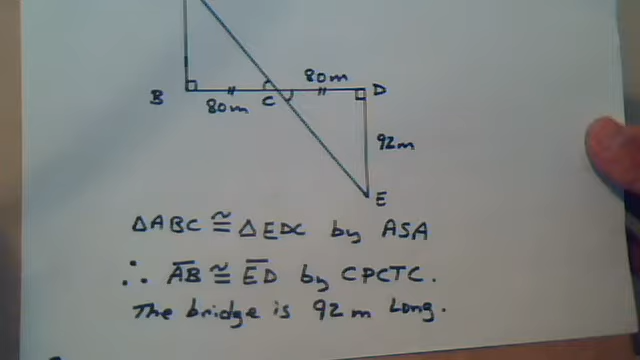 80m
B
C
D
80m
92m
E
△ABC ≅ △EDC by ASA
∴ AB ≅ ED by CPCTC.
The bridge is 92 m Long.